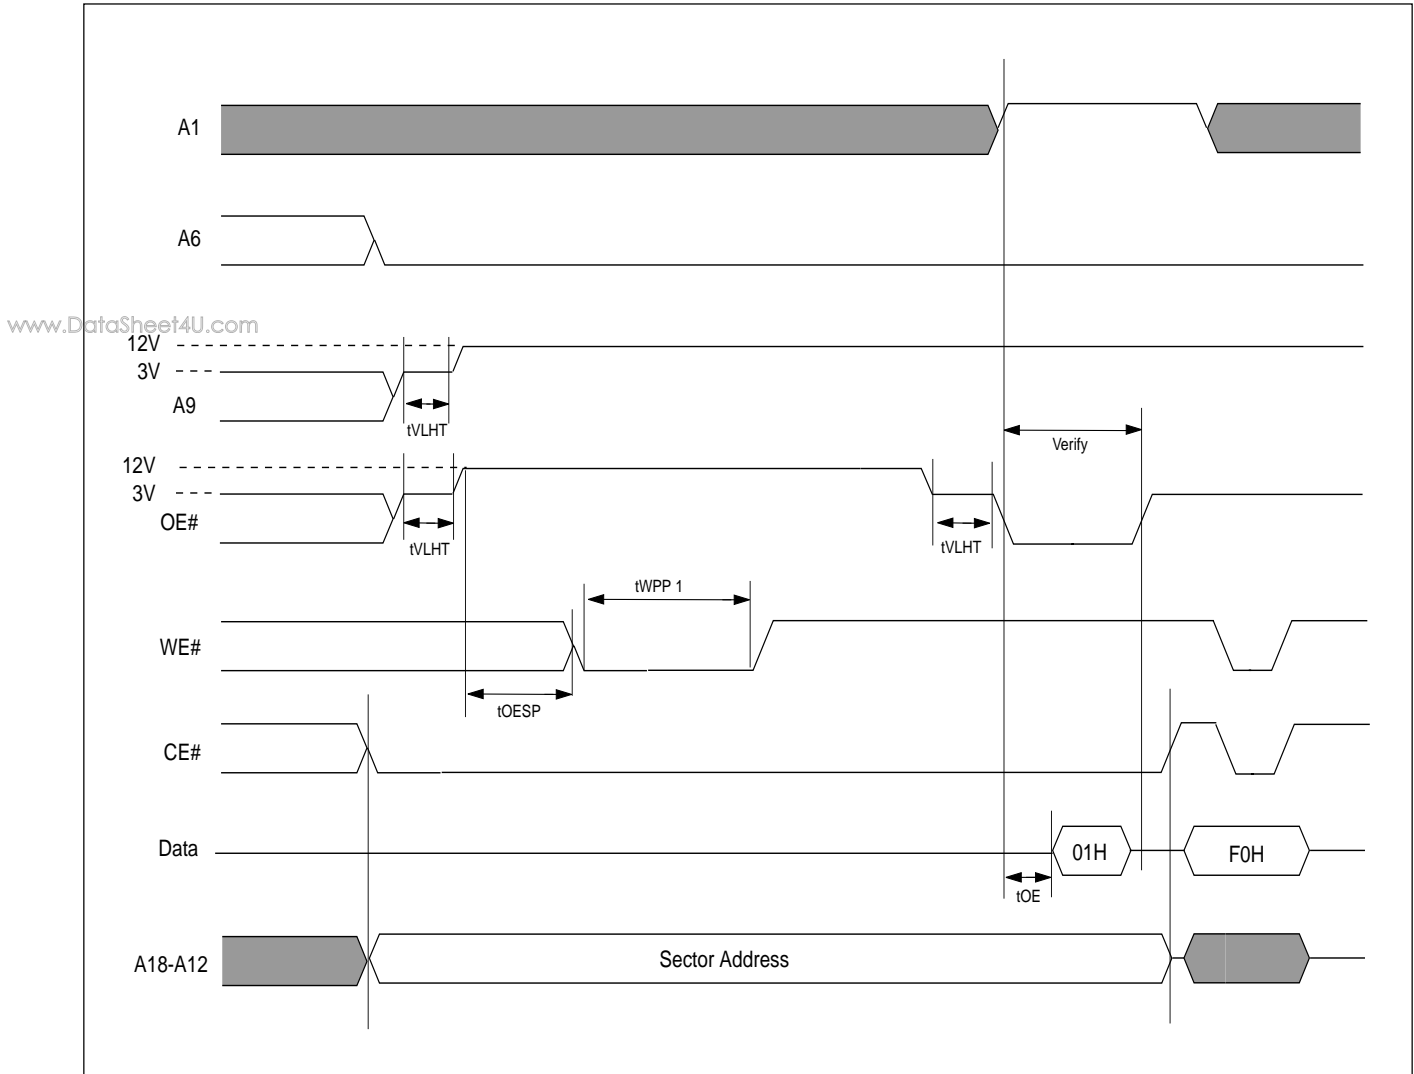 A1
A6
www.DataSheet4U.com
12V
3V
A9
tVLHT
Verify
12V
3V
OE#
tVLHT
tVLHT
tWPP 1
WE#
tOESP
CE#
Data
01H
F0H
tOE
A18-A12
Sector Address